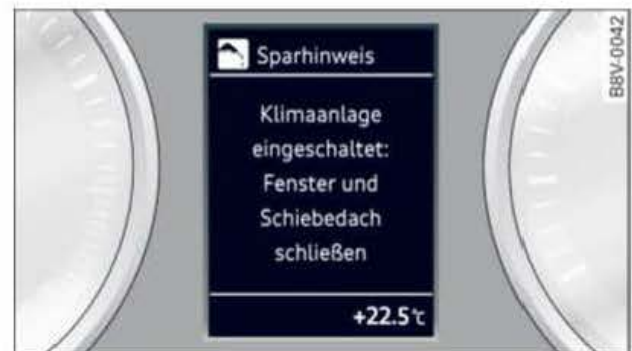 Sparhinweis
Klimaanlage
eingeschaltet:
Fenster und
Schiebedach
schließen
+22.5°C
B8V-0042